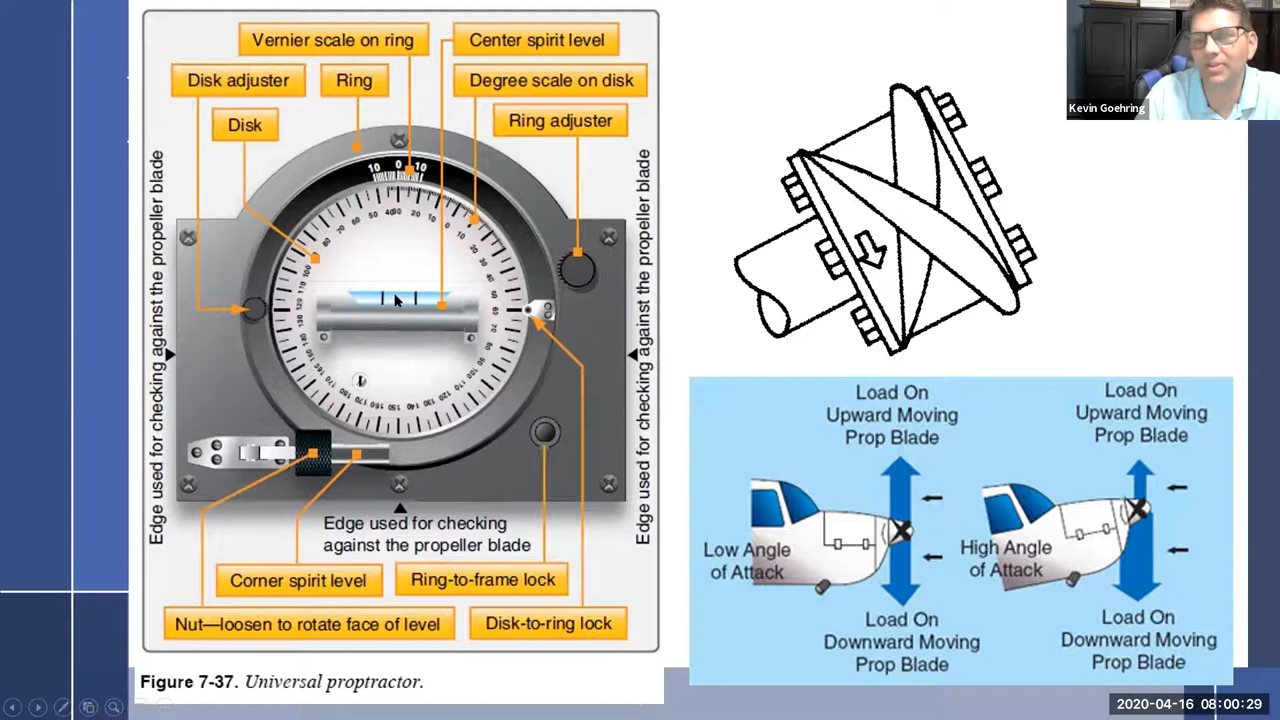 Vernier scale on ring
Center spirit level
Disk adjuster
Ring
Degree scale on disk
Disk
Ring adjuster
10 0 10
Edge used for checking against the propeller blade
Edge used for checking against the propeller blade
Edge used for checking
against the propeller blade
Corner spirit level
Ring-to-frame lock
Nut—loosen to rotate face of level
Disk-to-ring lock
Figure 7-37. Universal proptractor.
Kevin Goehring
Load On
Upward Moving
Prop Blade
Load On
Upward Moving
Prop Blade
Low Angle
of Attack
High Angle
of Attack
Load On
Downward Moving
Prop Blade
Load On
Downward Moving
Prop Blade
2020-04-16 08:00:29